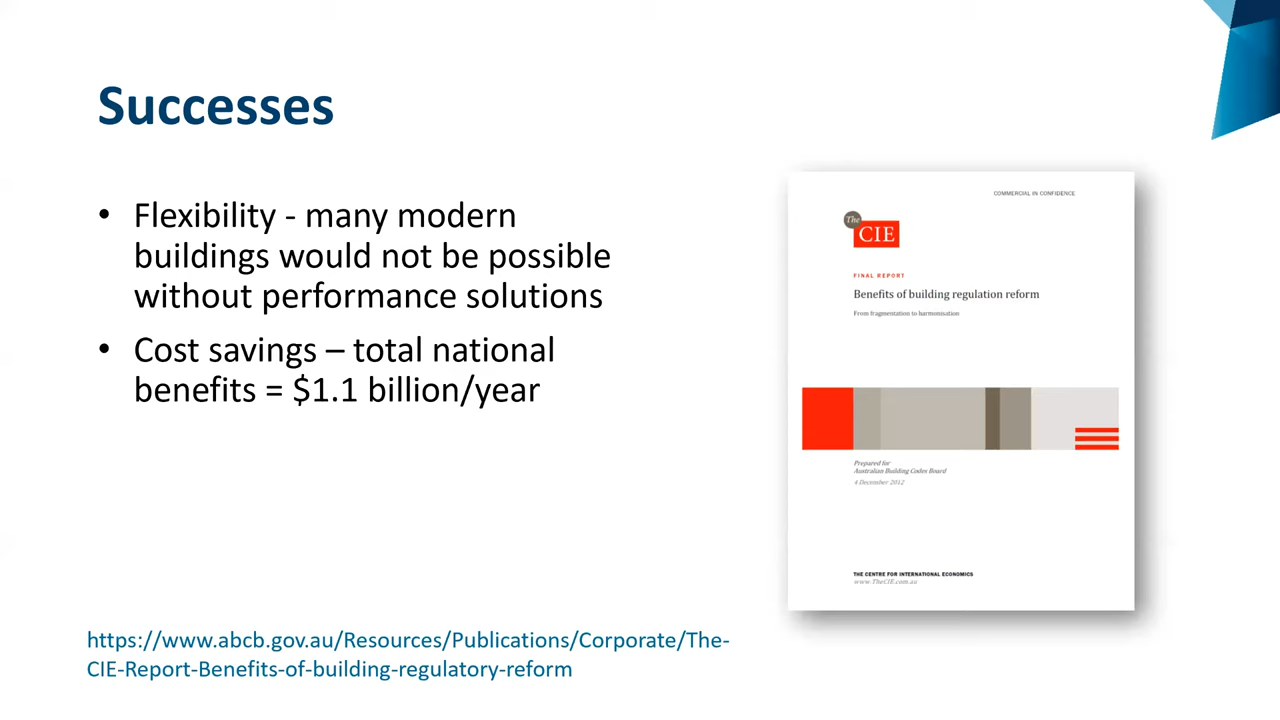 Successes
• Flexibility - many modern
buildings would not be possible
without performance solutions
• Cost savings – total national
benefits = $1.1 billion/year
https://www.abcb.gov.au/Resources/Publications/Corporate/The-
CIE-Report-Benefits-of-building-regulatory-reform
COMMERCIAL IN CONFIDENCE
The
CIE
FINAL REPORT
Benefits of building regulation reform
From fragmentation to harmonisation
Prepared for
Australian Building Codes Board
4 December 2012
THE CENTRE FOR INTERNATIONAL ECONOMICS
www.TheCIE.com.au